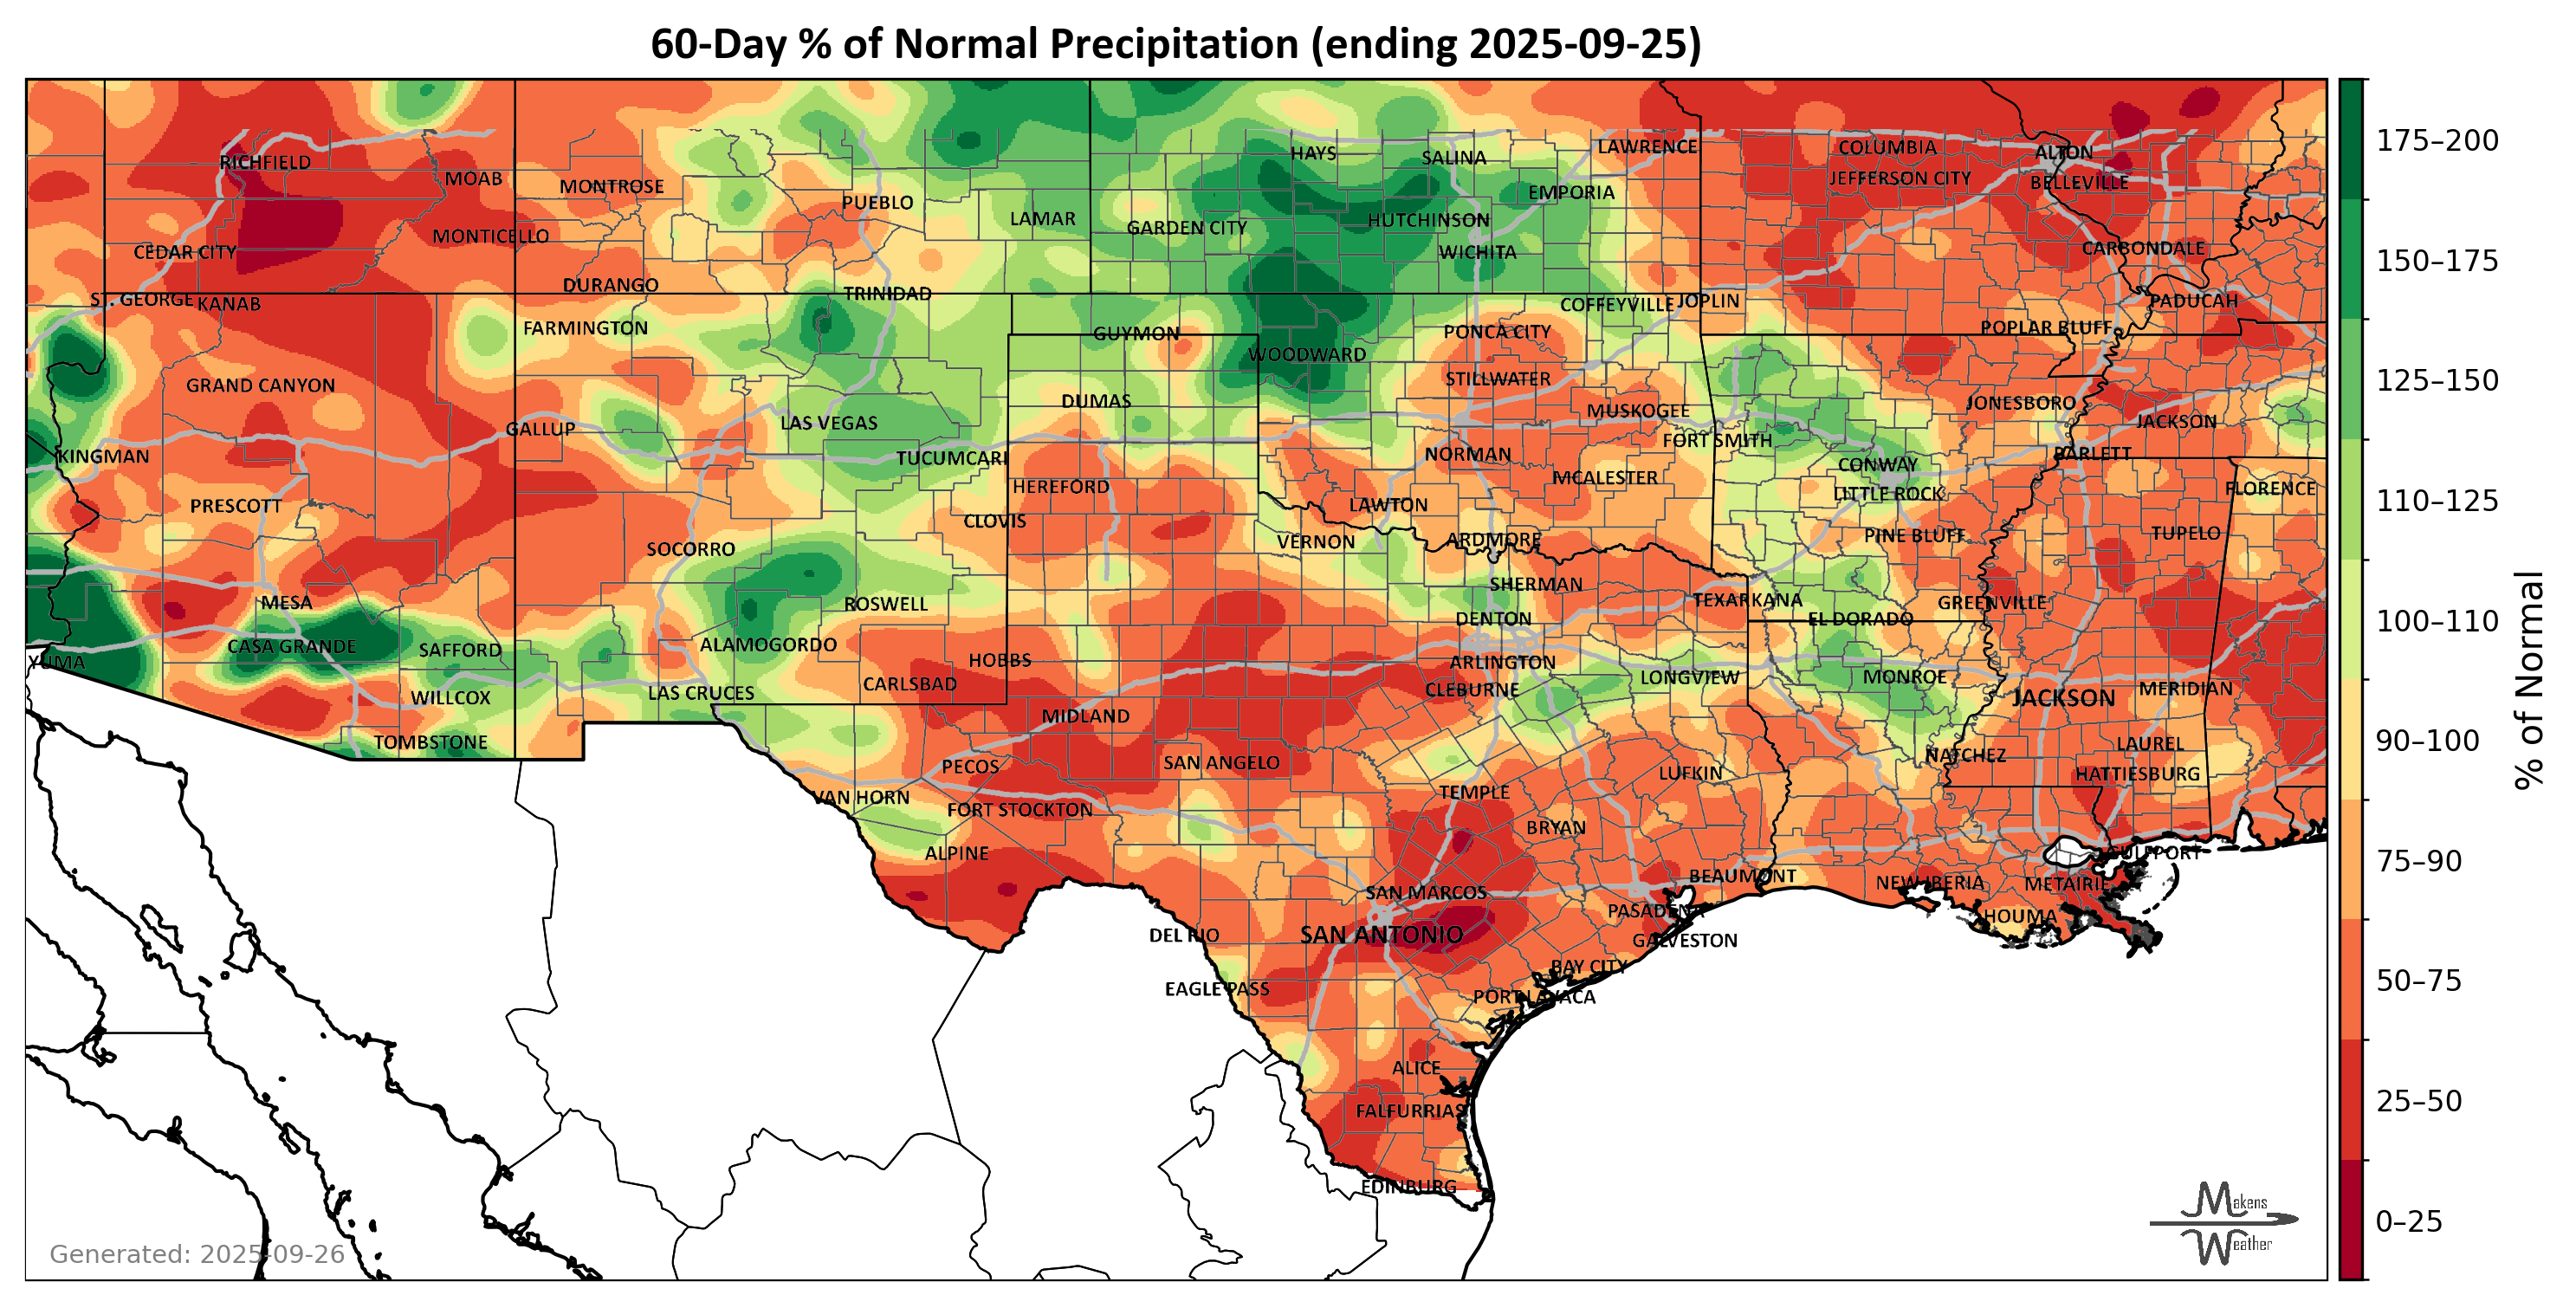 60-Day % of Normal Precipitation (ending 2025-09-25)
HAYS
SALINA
LAWRENCE
COLUMBIA
ALTON
RICHFIELD
MOAB
MONTROSE
JEFFERSON CITY
BELLEVILLE
PUEBLO
LAMAR
GARDEN CITY
HUTCHINSON
EMPORIA
MONTICELLO
CEDAR CITY
WICHITA
CARBONDALE
DURANGO
TRINIDAD
ST. GEORGE
KANAB
COFFEYVILLE
JOPLIN
PADUCAH
FARMINGTON
GUYMON
PONCA CITY
POPLAR BLUFF
WOODWARD
GRAND CANYON
STILLWATER
DUMAS
MUSKOGEE
JONESBORO
JACKSON
GALLUP
LAS VEGAS
FORT SMITH
KINGMAN
TUCUMCARI
NORMAN
CONWAY
BARLETT
HEREFORD
MCALESTER
LITTLE ROCK
FLORENCE
PRESCOTT
CLOVIS
LAWTON
SOCORRO
VERNON
ARDMORE
PINE BLUFF
TUPELO
MESA
ROSWELL
SHERMAN
TEXARKANA
GREENVILLE
CASA GRANDE
SAFFORD
ALAMOGORDO
DENTON
EL DORADO
YUMA
HOBBS
ARLINGTON
WILLCOX
LAS CRUCES
CARLSBAD
CLEBURNE
LONGVIEW
MONROE
JACKSON
MERIDIAN
TOMBSTONE
MIDLAND
LAUREL
PECOS
SAN ANGELO
LUFKIN
NATCHEZ
HATTIESBURG
VAN HORN
FORT STOCKTON
TEMPLE
BRYAN
ALPINE
GULFPORT
SAN MARCOS
BEAUMONT
NEW IBERIA
METAIRIE
DEL RIO
SAN ANTONIO
PASADENA
HOUMA
GALVESTON
EAGLE PASS
BAY CITY
PORT LAVACA
ALICE
FALFURRIAS
EDINBURG
175–200
150–175
125–150
110–125
100–110
90–100
75–90
50–75
25–50
0–25
% of Normal
Generated: 2025-09-26
Makens
Weather